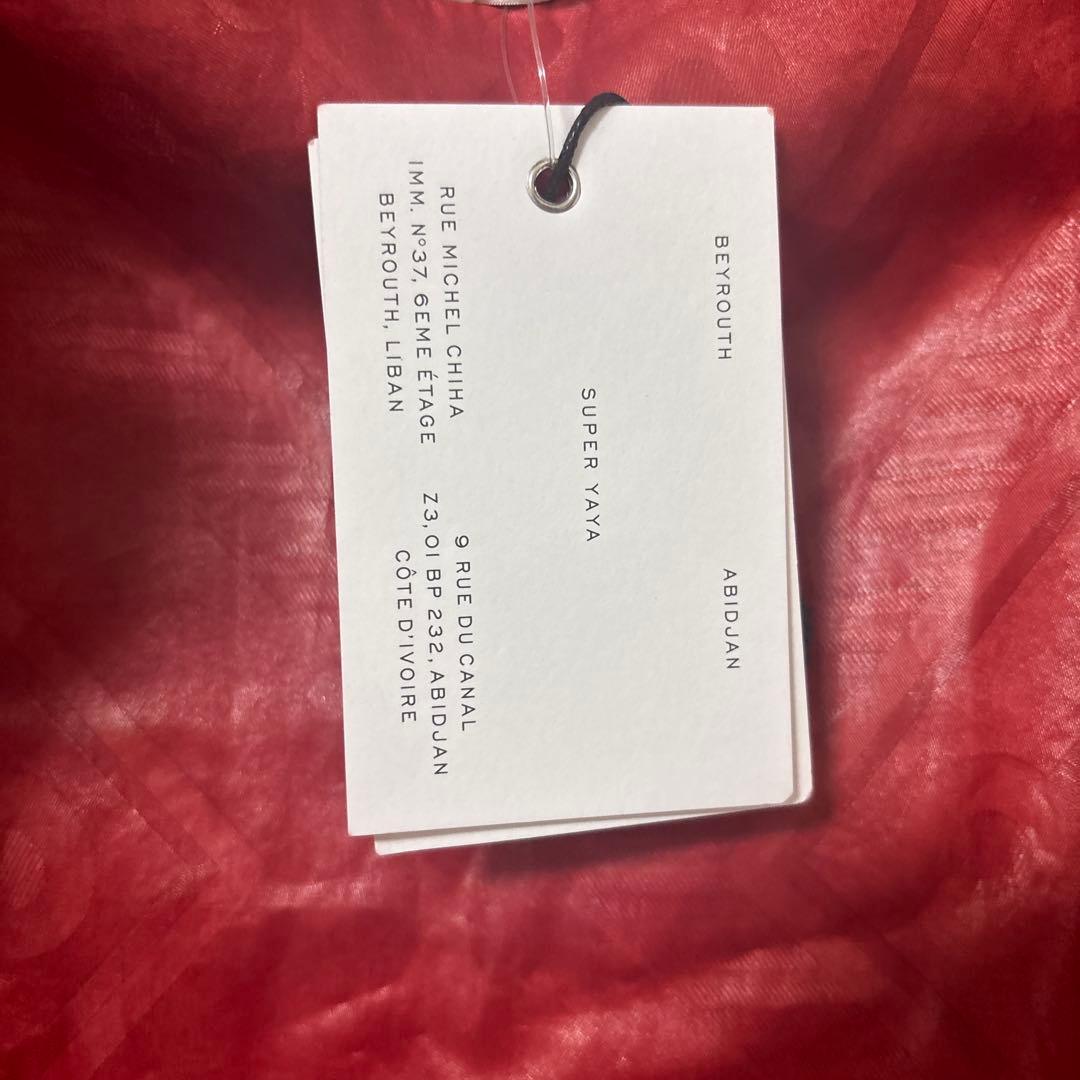 BEYROUTH
ABIDJAN
SUPER YAYA
RUE MICHEL CHIHA
IMM. N°37, 6EME ÉTAGE
BEYROUTH, LIBAN
9 RUE DU CANAL
Z3, 01 BP 232, ABIDJAN
CÔTE D'IVOIRE